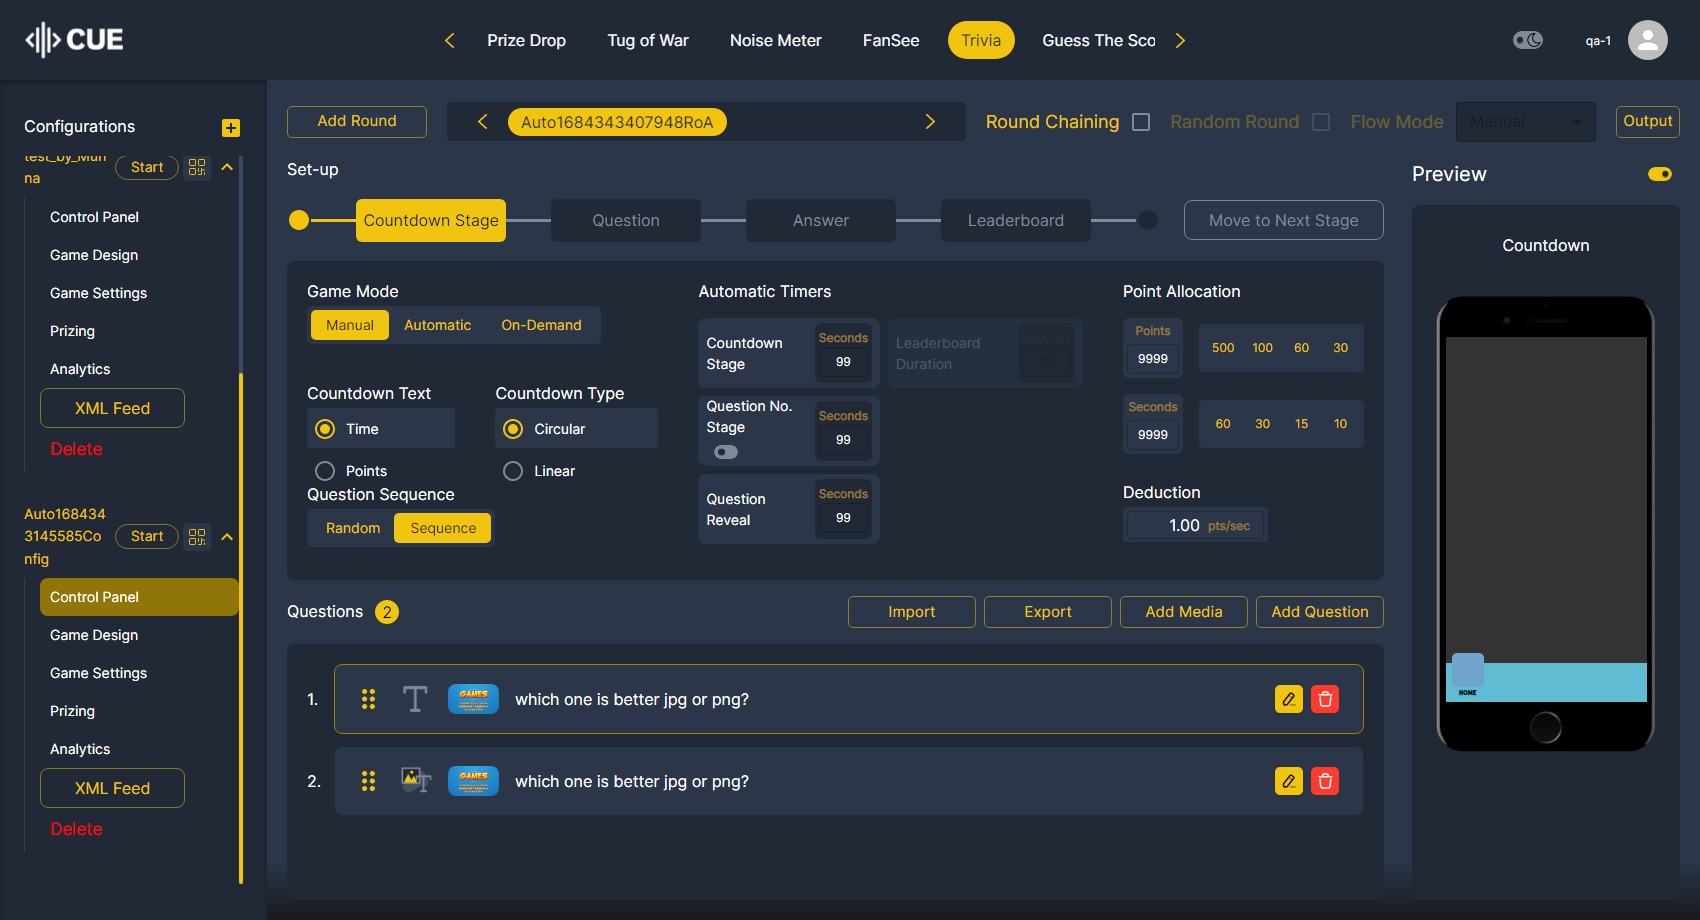 CUE
Prize Drop
Tug of War
Noise Meter
FanSee
Trivia
Guess The Sco
qa-1
Configurations
test_by_Mun
na
Start
Control Panel
Game Design
Game Settings
Prizing
Analytics
XML Feed
Delete
Auto168434
3145585Co
nfig
Start
Control Panel
Game Design
Game Settings
Prizing
Analytics
XML Feed
Delete
Add Round
Auto1684343407948RoA
Round Chaining
Random Round
Flow Mode
Manual
Output
Set-up
Countdown Stage
Question
Answer
Leaderboard
Move to Next Stage
Game Mode
Manual
Automatic
On-Demand
Countdown Text
Time
Points
Countdown Type
Circular
Linear
Question Sequence
Random
Sequence
Automatic Timers
Countdown
Stage
Seconds
99
Leaderboard
Duration
Seconds
Question No.
Stage
Seconds
99
Question
Reveal
Seconds
99
Point Allocation
Points
9999
500 100 60 30
Seconds
9999
60 30 15 10
Deduction
1.00 pts/sec
Questions 2
Import
Export
Add Media
Add Question
1.
GAMES
which one is better jpg or png?
2.
GAMES
which one is better jpg or png?
Preview
Countdown
HOME